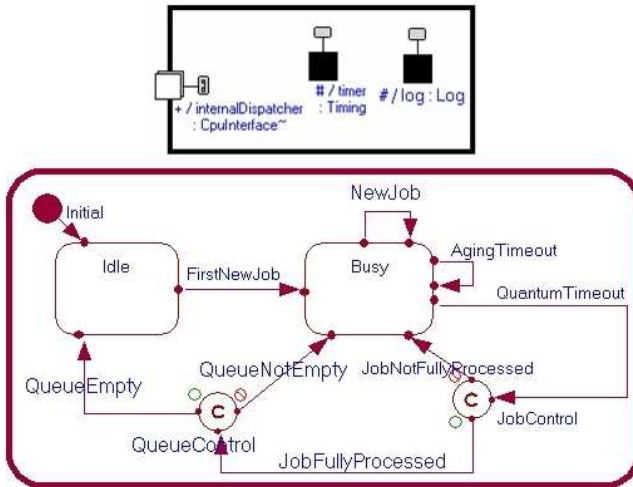 + / internalDispatcher
: CpuInterface~
# / timer
: Timing
# / log : Log
Initial
NewJob
Idle
Busy
AgingTimeout
FirstNewJob
QuantumTimeout
QueueEmpty
QueueNotEmpty
JobNotFullyProcessed
C
C
JobControl
QueueControl
JobFullyProcessed